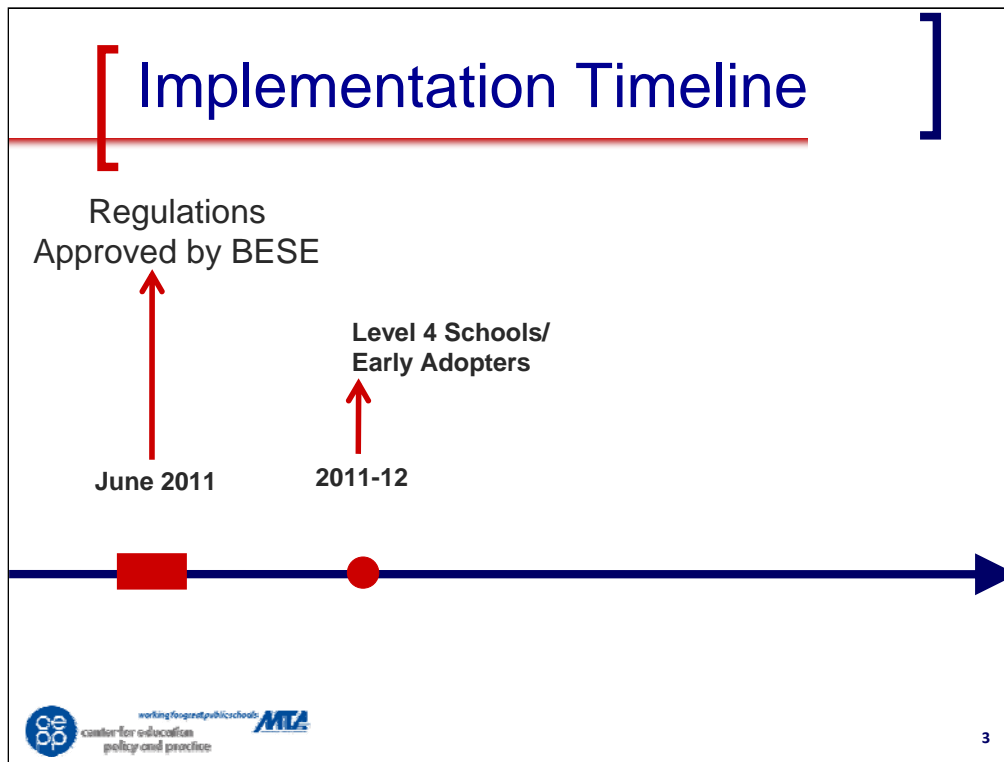 Implementation Timeline
Regulations
Approved by BESE
Level 4 Schools/
Early Adopters
June 2011
2011-12
working for great public schools
MTA
cepp
center for education
policy and practice
3